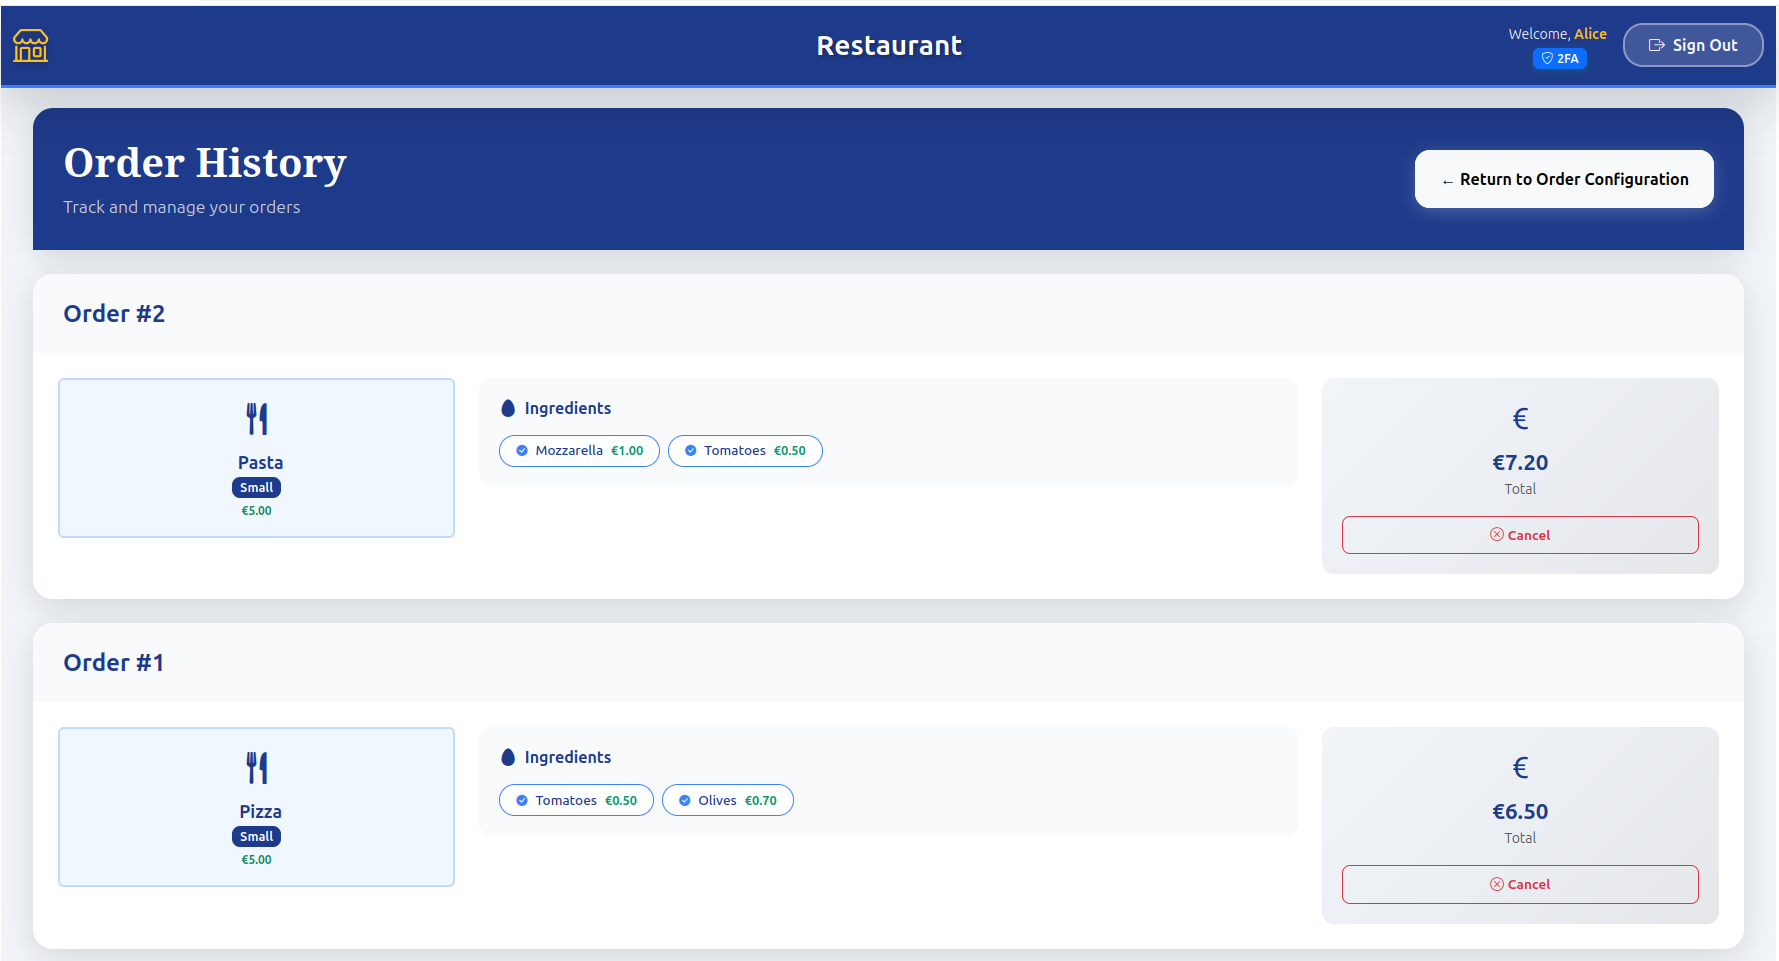 Restaurant
Welcome, Alice
2FA
Sign Out
Order History
Track and manage your orders
← Return to Order Configuration
Order #2
Pasta
Small
€5.00
Ingredients
Mozzarella €1.00 Tomatoes €0.50
€
€7.20
Total
Cancel
Order #1
Pizza
Small
€5.00
Ingredients
Tomatoes €0.50 Olives €0.70
€
€6.50
Total
Cancel